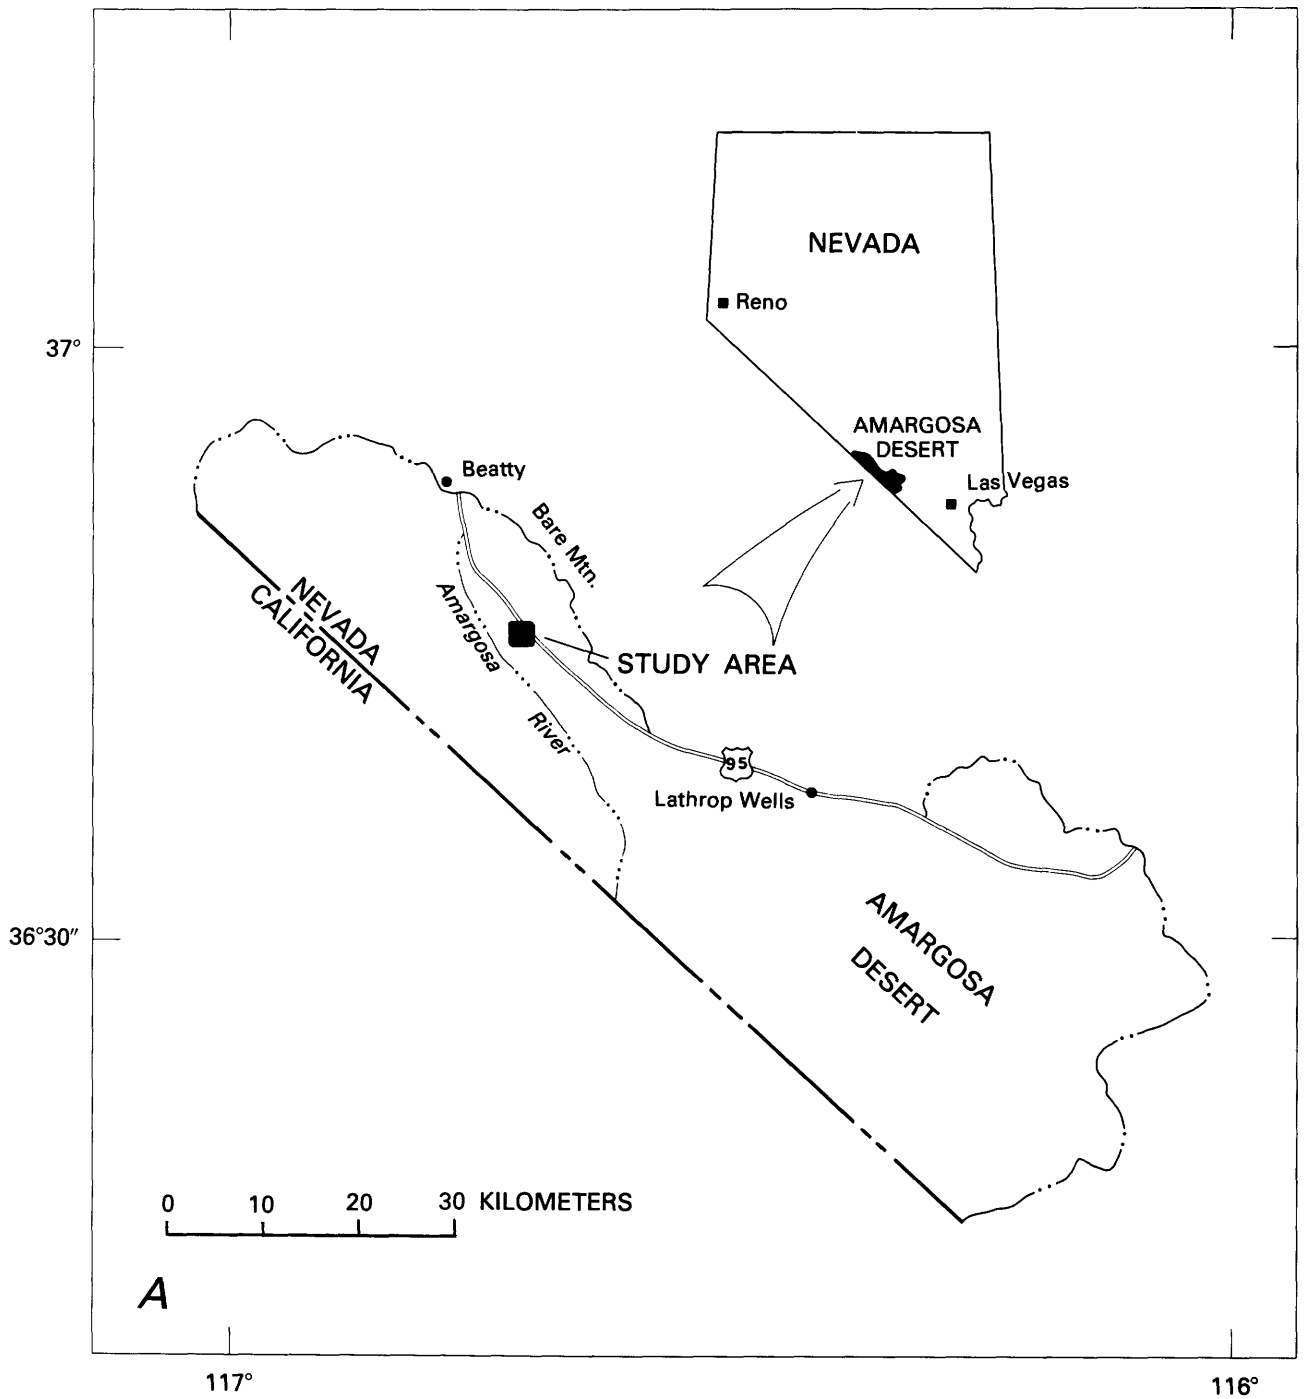 NEVADA
Reno
37°
AMARGOSA
DESERT
Las Vegas
Beatty
Bare Mtn.
NEVADA
CALIFORNIA
Amargosa
River
STUDY AREA
95
Lathrop Wells
36°30"
AMARGOSA
DESERT
0 10 20 30 KILOMETERS
A
117° 116°